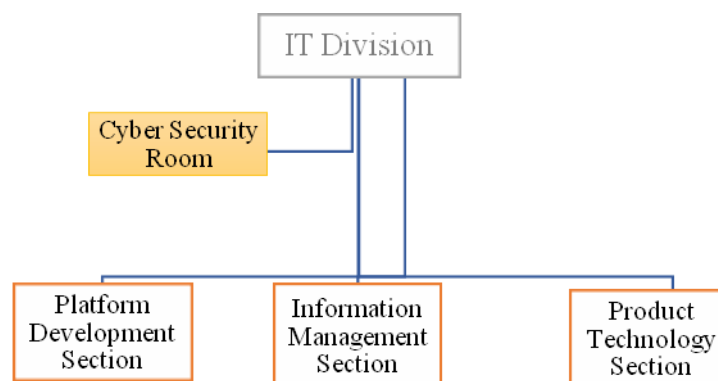 IT Division
Cyber Security
Room
Platform
Development
Section
Information
Management
Section
Product
Technology
Section